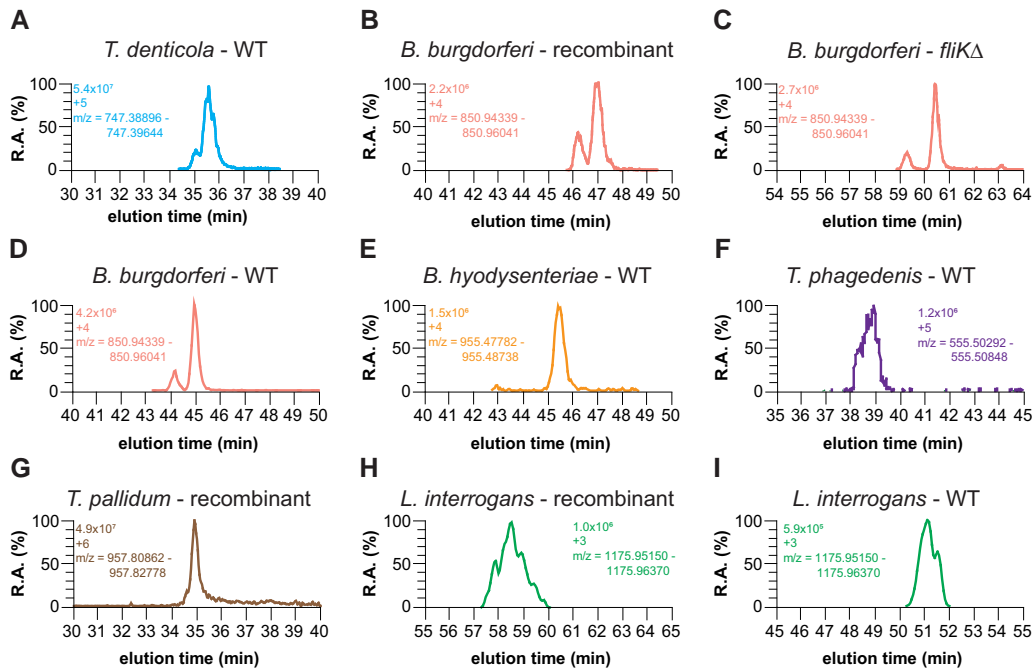 A
T. denticola - WT
R.A. (%)
100
50
0
5.4x10⁷
+5
m/z = 747.38896 -
747.39644
30 31 32 33 34 35 36 37 38 39 40
elution time (min)
B
B. burgdorferi - recombinant
R.A. (%)
100
50
0
2.2x10⁶
+4
m/z = 850.94339 -
850.96041
40 41 42 43 44 45 46 47 48 49 50
elution time (min)
C
B. burgdorferi - fliKΔ
R.A. (%)
100
50
0
2.7x10⁶
+4
m/z = 850.94339 -
850.96041
54 55 56 57 58 59 60 61 62 63 64
elution time (min)
D
B. burgdorferi - WT
R.A. (%)
100
50
0
4.2x10⁶
+4
m/z = 850.94339 -
850.96041
40 41 42 43 44 45 46 47 48 49 50
elution time (min)
E
B. hyodysenteriae - WT
R.A. (%)
100
50
0
1.5x10⁶
+4
m/z = 955.47782 -
955.48738
40 41 42 43 44 45 46 47 48 49 50
elution time (min)
F
T. phagedenis - WT
R.A. (%)
100
50
0
1.2x10⁶
+5
m/z = 555.50292 -
555.50848
35 36 37 38 39 40 41 42 43 44 45
elution time (min)
G
T. pallidum - recombinant
R.A. (%)
100
50
0
4.9x10⁷
+6
m/z = 957.80862 -
957.82778
30 31 32 33 34 35 36 37 38 39 40
elution time (min)
H
L. interrogans - recombinant
R.A. (%)
100
50
0
1.0x10⁶
+3
m/z = 1175.95150 -
1175.96370
55 56 57 58 59 60 61 62 63 64 65
elution time (min)
I
L. interrogans - WT
R.A. (%)
100
50
0
5.9x10⁵
+3
m/z = 1175.95150 -
1175.96370
45 46 47 48 49 50 51 52 53 54 55
elution time (min)